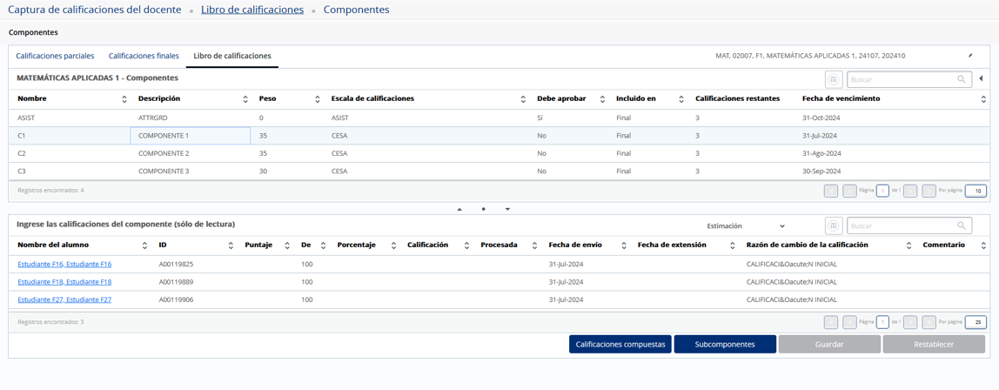 Captura de calificaciones del docente • Libro de calificaciones • Componentes
Componentes
Calificaciones parciales Calificaciones finales Libro de calificaciones MAT, 02007, F1, MATEMÁTICAS APLICADAS 1, 24107, 202410
MATEMÁTICAS APLICADAS 1 - Componentes Buscar
Nombre Descripción Peso Escala de calificaciones Debe aprobar Incluido en Calificaciones restantes Fecha de vencimiento
ASIST ATTRGRD 0 ASIST Sí Final 3 31-Oct-2024
C1 COMPONENTE 1 35 CESA No Final 3 31-Jul-2024
C2 COMPONENTE 2 35 CESA No Final 3 31-Ago-2024
C3 COMPONENTE 3 30 CESA No Final 3 30-Sep-2024
Registros encontrados: 4 Página 1 de 1 Por página 10
Ingrese las calificaciones del componente (sólo de lectura) Estimación Buscar
Nombre del alumno ID Puntaje De Porcentaje Calificación Procesada Fecha de envío Fecha de extensión Razón de cambio de la calificación Comentario
Estudiante F16, Estudiante F16 A00119825 100 31-Jul-2024 CALIFICACI&Oacute;N INICIAL
Estudiante F18, Estudiante F18 A00119889 100 31-Jul-2024 CALIFICACI&Oacute;N INICIAL
Estudiante F27, Estudiante F27 A00119906 100 31-Jul-2024 CALIFICACI&Oacute;N INICIAL
Registros encontrados: 3 Página 1 de 1 Por página 25
Calificaciones compuestas Subcomponentes Guardar Restablecer